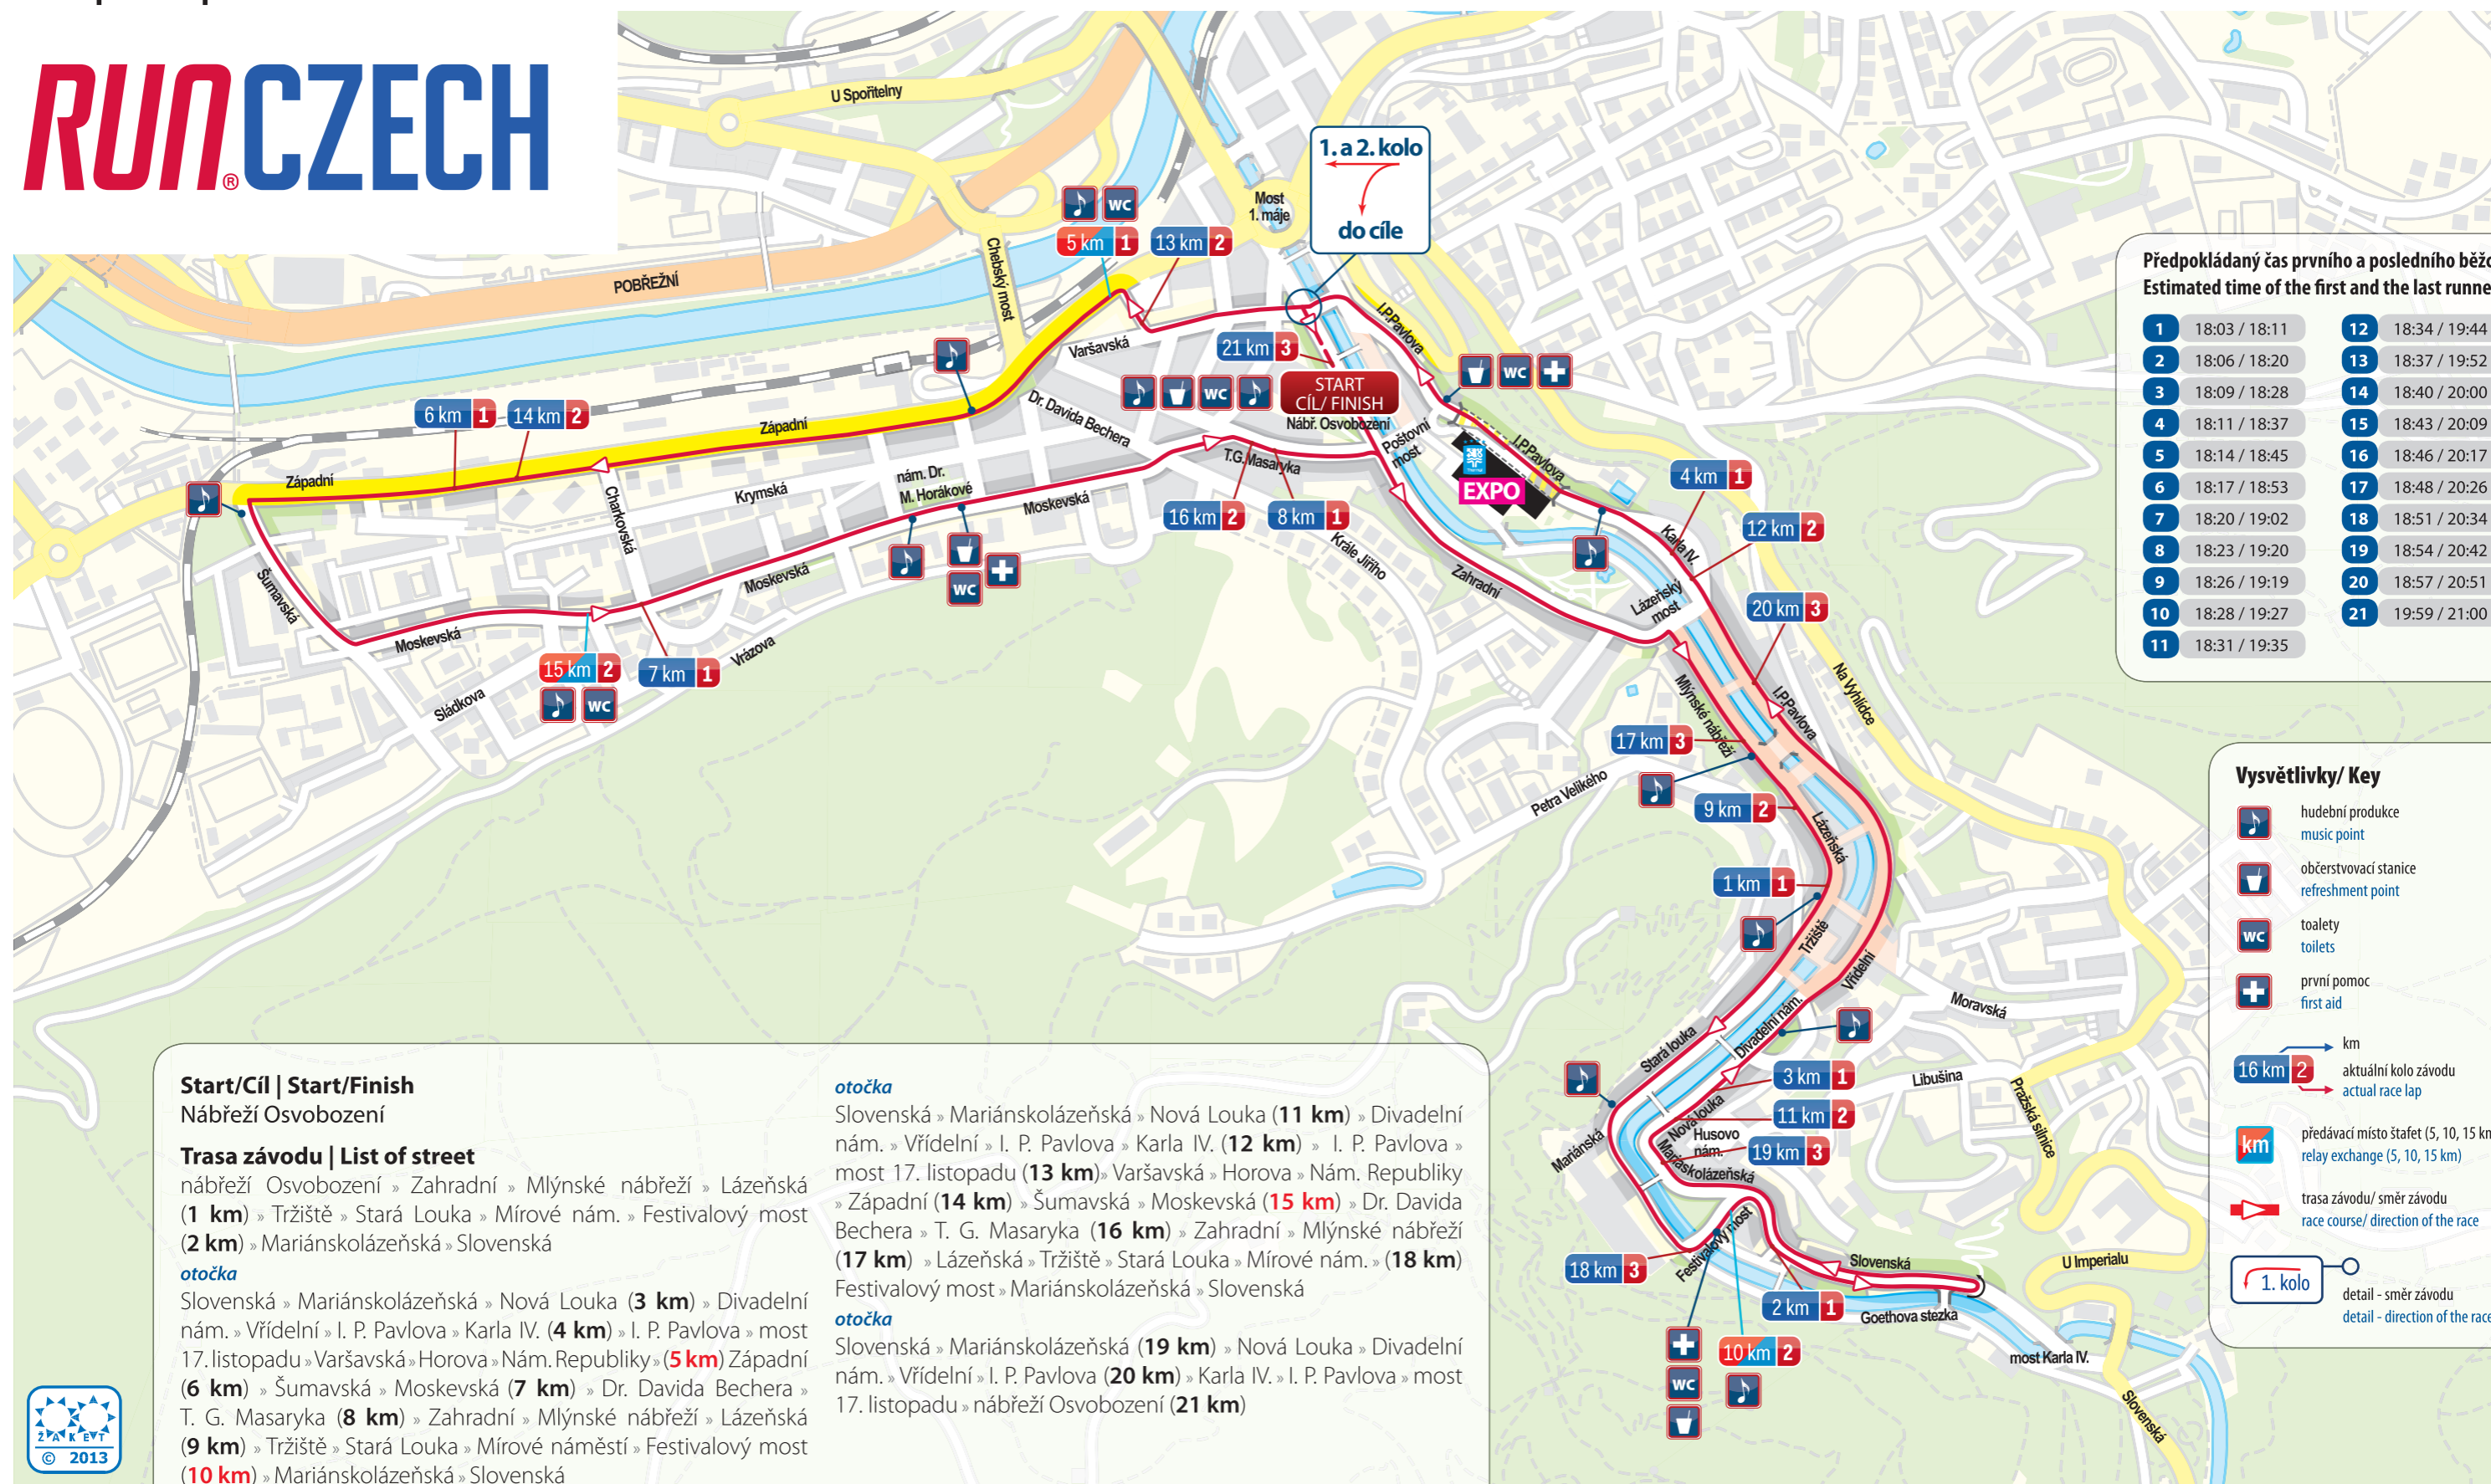 RUN®CZECH
U Spořitelny
POBŘEŽNÍ
Chebský most
Most
1. máje
1. a 2. kolo
do cíle
WC
5 km 1
13 km 2
I.P.Pavlova
Varšavská
21 km 3
WC
START
CÍL/ FINISH
Nábř. Osvobození
WC
6 km 1
14 km 2
Západní
Západní
Dr. Davida Bechera
T.G.Masaryka
Poštovní
most
EXPO
I.P.Pavlova
Krymská
Charkovská
nám. Dr.
M. Horákové
Moskevská
16 km 2
8 km 1
4 km 1
12 km 2
Karla IV.
Krále Jiřího
Zahradní
Lázeňský
most
Šumavská
Moskevská
Moskevská
WC
Vrázova
Sládkova
15 km 2
7 km 1
WC
20 km 3
Na Vyhlídce
I.P.Pavlova
Mlýnské nábřeží
17 km 3
Petra Velikého
9 km 2
Lázeňská
1 km 1
Tržiště
Vřídelní
Moravská
Divadelní nám.
Stará louka
3 km 1
Libušina
11 km 2
Nová louka
Husovo
nám.
19 km 3
Mariánská
Mariáskolázeňská
Pražská silnice
Festivalový most
18 km 3
Slovenská
U Imperialu
2 km 1
Goethova stezka
most Karla IV.
10 km 2
WC
Slovenská
Předpokládaný čas prvního a posledního běžc
Estimated time of the first and the last runne
1 18:03 / 18:11
2 18:06 / 18:20
3 18:09 / 18:28
4 18:11 / 18:37
5 18:14 / 18:45
6 18:17 / 18:53
7 18:20 / 19:02
8 18:23 / 19:20
9 18:26 / 19:19
10 18:28 / 19:27
11 18:31 / 19:35
12 18:34 / 19:44
13 18:37 / 19:52
14 18:40 / 20:00
15 18:43 / 20:09
16 18:46 / 20:17
17 18:48 / 20:26
18 18:51 / 20:34
19 18:54 / 20:42
20 18:57 / 20:51
21 19:59 / 21:00
Vysvětlivky/ Key
hudební produkce
music point
občerstvovací stanice
refreshment point
WC
toalety
toilets
první pomoc
first aid
16 km 2
km
aktuální kolo závodu
actual race lap
km
předávací místo štafet (5, 10, 15 km
relay exchange (5, 10, 15 km)
trasa závodu/ směr závodu
race course/ direction of the race
1. kolo
detail - směr závodu
detail - direction of the race
Start/Cíl | Start/Finish
Nábřeží Osvobození
Trasa závodu | List of street
nábřeží Osvobození » Zahradní » Mlýnské nábřeží » Lázeňská
(1 km) » Tržiště » Stará Louka » Mírové nám. » Festivalový most
(2 km) » Mariánskolázeňská » Slovenská
otočka
Slovenská » Mariánskolázeňská » Nová Louka (3 km) » Divadelní
nám. » Vřídelní » I. P. Pavlova » Karla IV. (4 km) » I. P. Pavlova » most
17. listopadu » Varšavská » Horova » Nám. Republiky » (5 km) Západní
(6 km) » Šumavská » Moskevská (7 km) » Dr. Davida Bechera »
T. G. Masaryka (8 km) » Zahradní » Mlýnské nábřeží » Lázeňská
(9 km) » Tržiště » Stará Louka » Mírové náměstí » Festivalový most
(10 km) » Mariánskolázeňská » Slovenská
otočka
Slovenská » Mariánskolázeňská » Nová Louka (11 km) » Divadelní
nám. » Vřídelní » I. P. Pavlova » Karla IV. (12 km) » I. P. Pavlova »
most 17. listopadu (13 km)» Varšavská » Horova » Nám. Republiky
» Západní (14 km) » Šumavská » Moskevská (15 km) » Dr. Davida
Bechera » T. G. Masaryka (16 km) » Zahradní » Mlýnské nábřeží
(17 km) » Lázeňská » Tržiště » Stará Louka » Mírové nám. » (18 km)
Festivalový most » Mariánskolázeňská » Slovenská
otočka
Slovenská » Mariánskolázeňská (19 km) » Nová Louka » Divadelní
nám. » Vřídelní » I. P. Pavlova (20 km) » Karla IV. » I. P. Pavlova » most
17. listopadu » nábřeží Osvobození (21 km)
ŽAKET
© 2013